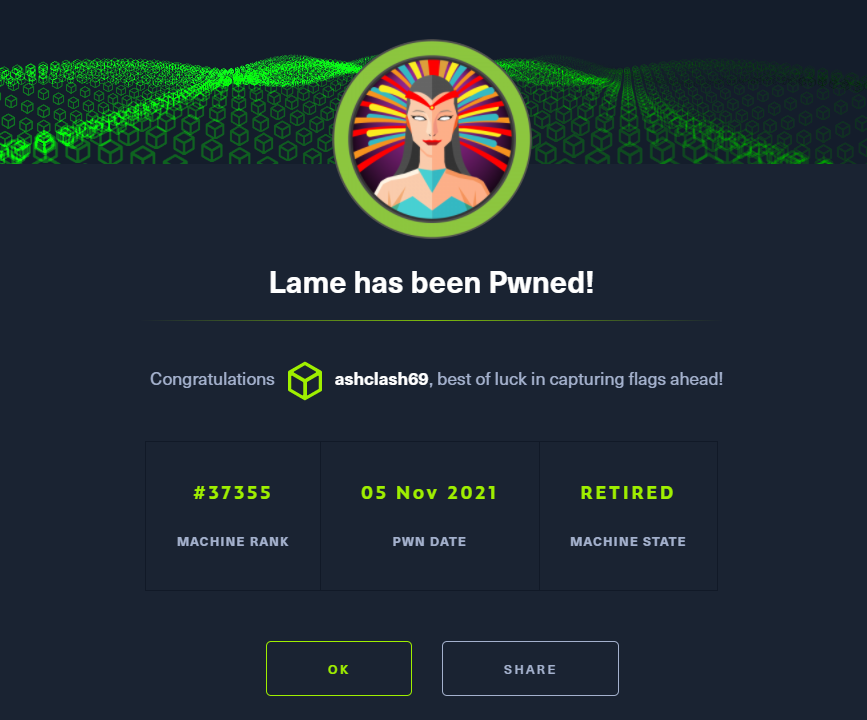 Lame has been Pwned!
Congratulations ashclash69, best of luck in capturing flags ahead!
#37355 05 Nov 2021 RETIRED
MACHINE RANK PWN DATE MACHINE STATE
OK SHARE